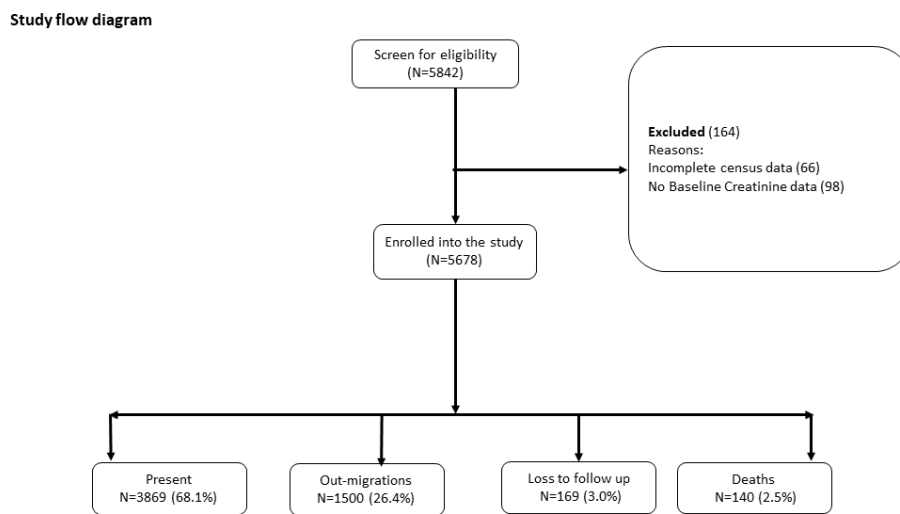 Study flow diagram
Screen for eligibility
(N=5842)
Excluded (164)
Reasons:
Incomplete census data (66)
No Baseline Creatinine data (98)
Enrolled into the study
(N=5678)
Present
N=3869 (68.1%)
Out-migrations
N=1500 (26.4%)
Loss to follow up
N=169 (3.0%)
Deaths
N=140 (2.5%)